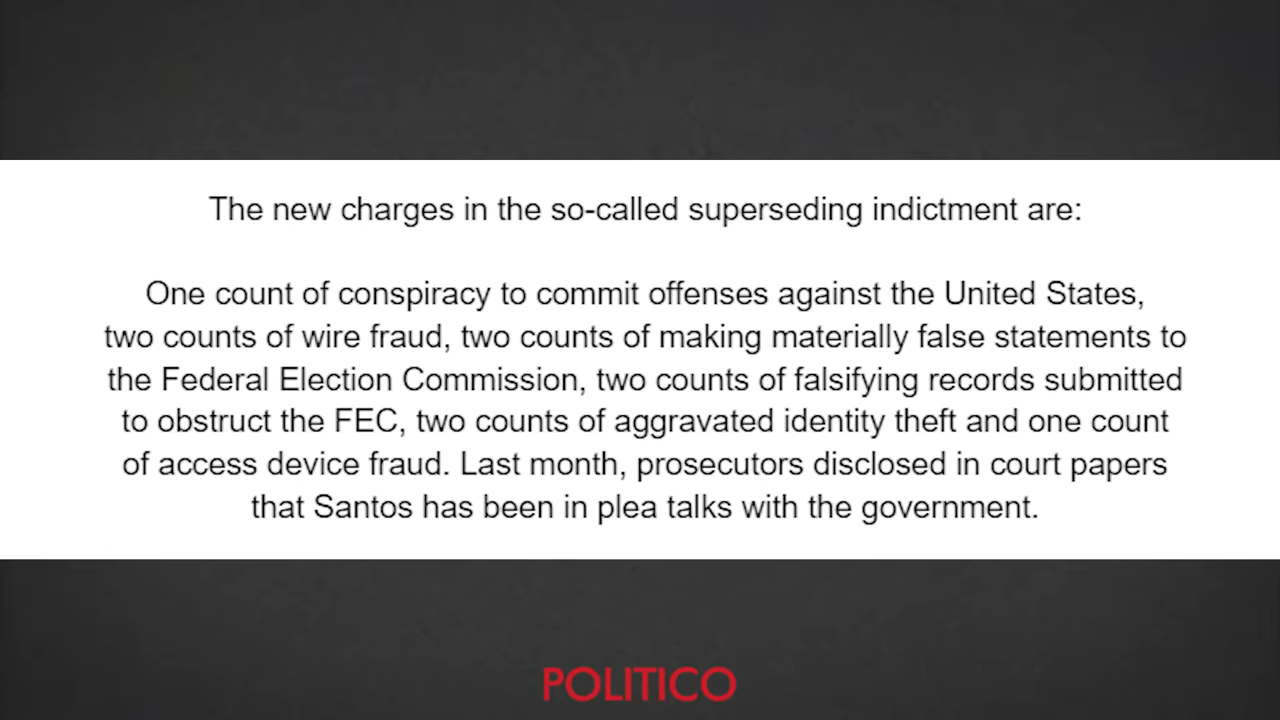 The new charges in the so-called superseding indictment are:
One count of conspiracy to commit offenses against the United States,
two counts of wire fraud, two counts of making materially false statements to
the Federal Election Commission, two counts of falsifying records submitted
to obstruct the FEC, two counts of aggravated identity theft and one count
of access device fraud. Last month, prosecutors disclosed in court papers
that Santos has been in plea talks with the government.
POLITICO